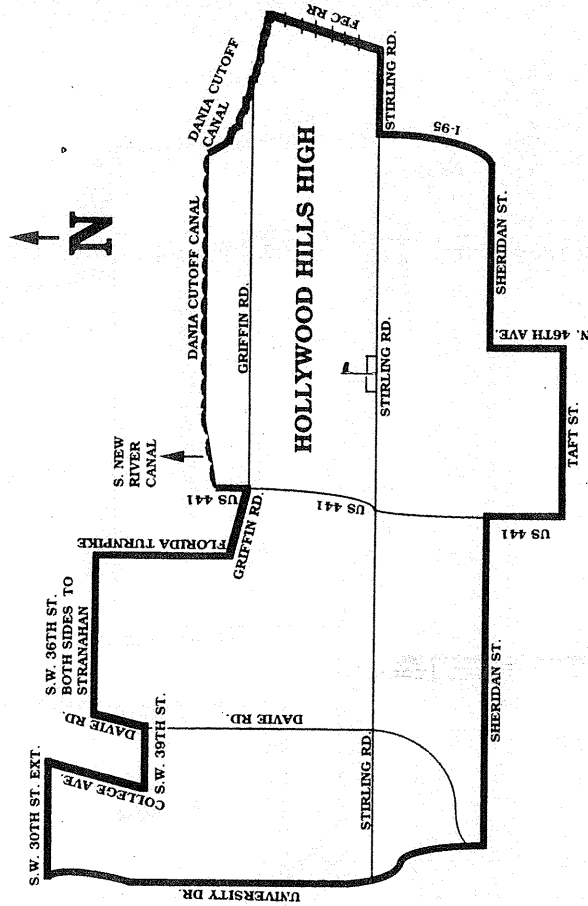 N
S.W. 30TH ST. EXT.
COLLEGE AVE.
DAVIE RD.
S.W. 39TH ST.
S.W. 36TH ST.
BOTH SIDES TO
STRANAHAN
FLORIDA TURNPIKE
GRIFFIN RD.
US 441
S. NEW
RIVER
CANAL
DANIA CUTOFF CANAL
DANIA CUTOFF
CANAL
FEC RR
GRIFFIN RD.
HOLLYWOOD HILLS HIGH
UNIVERSITY DR.
DAVIE RD.
STIRLING RD.
US 441
STIRLING RD.
STIRLING RD.
I-95
SHERIDAN ST.
US 441
TAFT ST.
N. 46TH AVE.
SHERIDAN ST.